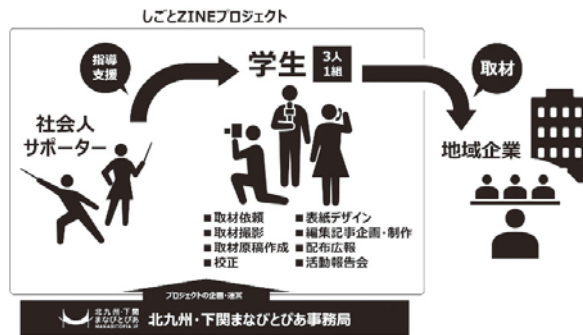 しごとZINEプロジェクト
指導
支援
学生
3人
1組
取材
社会人
サポーター
地域企業
■取材依頼
■取材撮影
■取材原稿作成
■校正
■表紙デザイン
■編集記事企画・制作
■配布広報
■活動報告会
プロジェクトの企画・運営
北九州・下関
まなびとぴあ
MANABITOPIA.JP
北九州・下関まなびとぴあ事務局